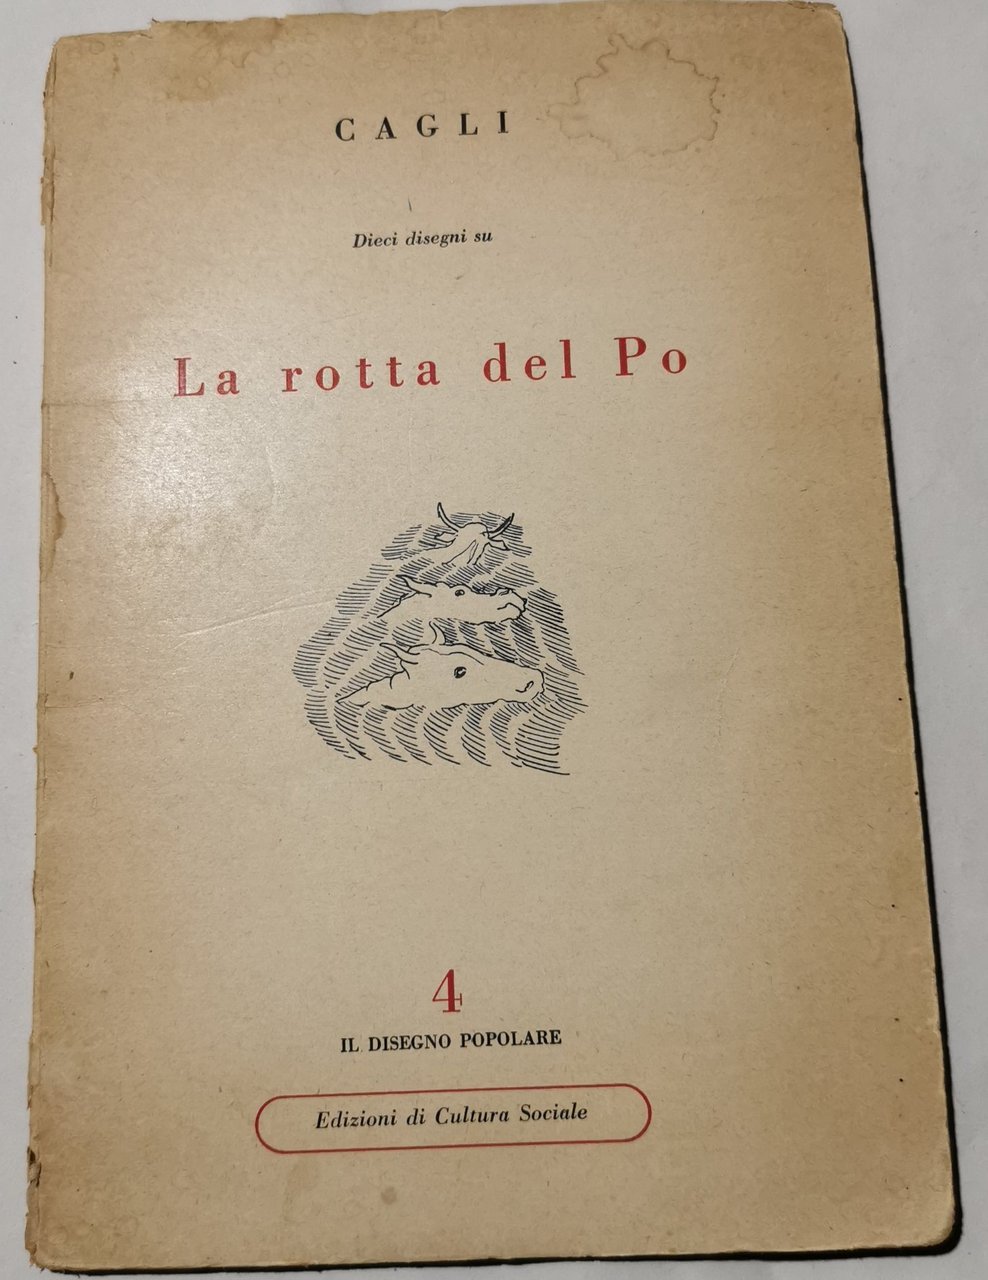 CAGLI
Dieci disegni su
La rotta del Po
4
IL DISEGNO POPOLARE
Edizioni di Cultura Sociale